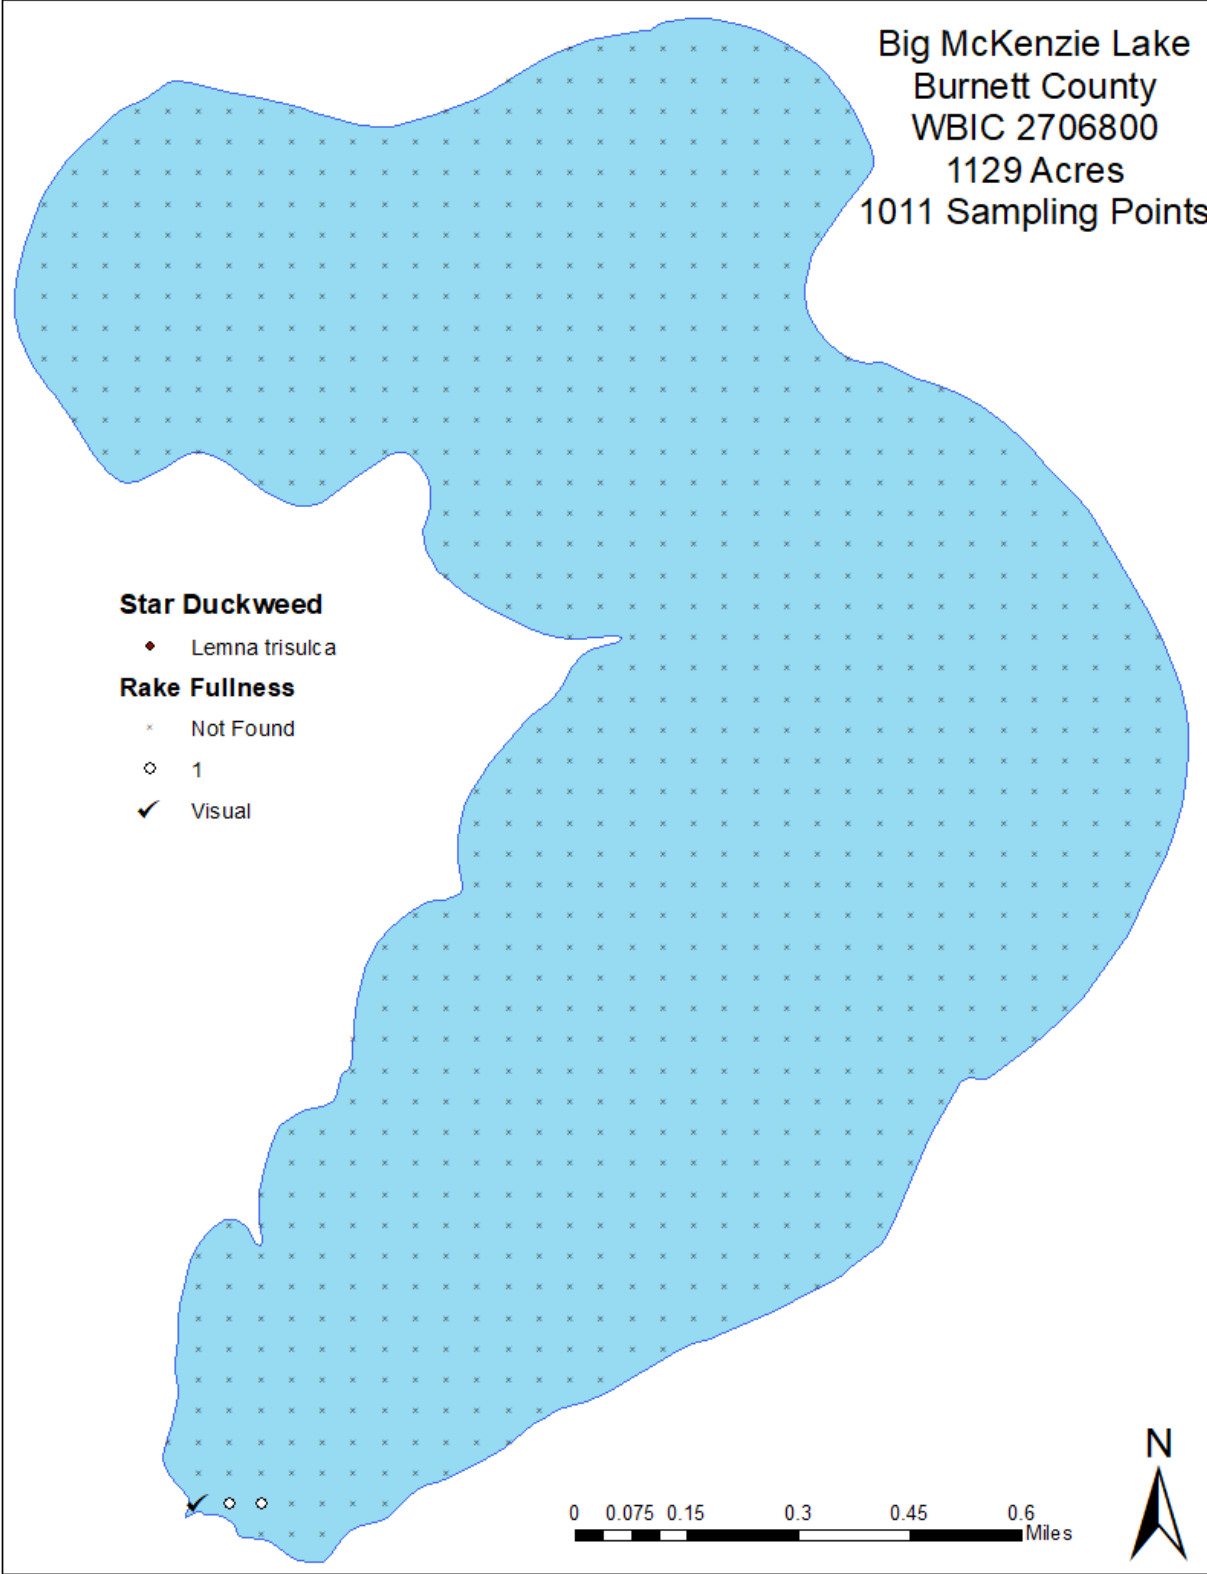 Big McKenzie Lake
Burnett County
WBIC 2706800
1129 Acres
1011 Sampling Points
Star Duckweed
Lemna trisulca
Rake Fullness
Not Found
1
Visual
N
0 0.075 0.15 0.3 0.45 0.6
Miles